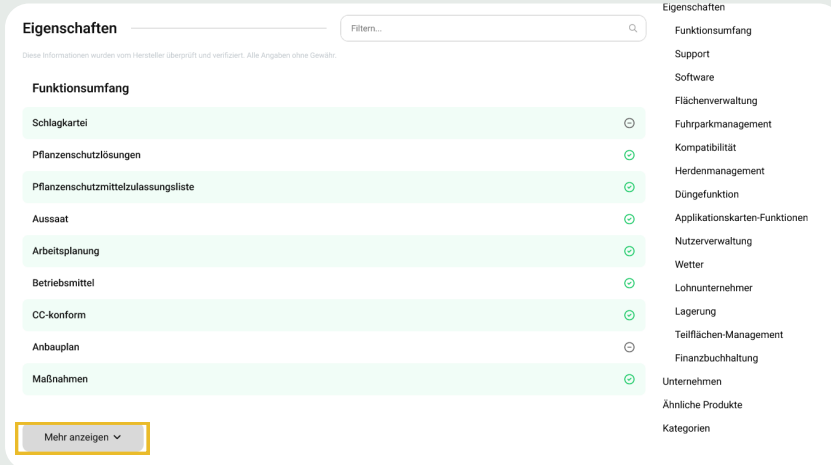 Eigenschaften
Filtern...
Diese Informationen wurden vom Hersteller überprüft und verifiziert. Alle Angaben ohne Gewähr.
Funktionsumfang
Schlagkartei
Pflanzenschutzlösungen
Pflanzenschutzmittelzulassungsliste
Aussaat
Arbeitsplanung
Betriebsmittel
CC-konform
Anbauplan
Maßnahmen
Mehr anzeigen
Eigenschaften
Funktionsumfang
Support
Software
Flächenverwaltung
Fuhrparkmanagement
Kompatibilität
Herdenmanagement
Düngefunktion
Applikationskarten-Funktionen
Nutzerverwaltung
Wetter
Lohnunternehmer
Lagerung
Teilflächen-Management
Finanzbuchhaltung
Unternehmen
Ähnliche Produkte
Kategorien